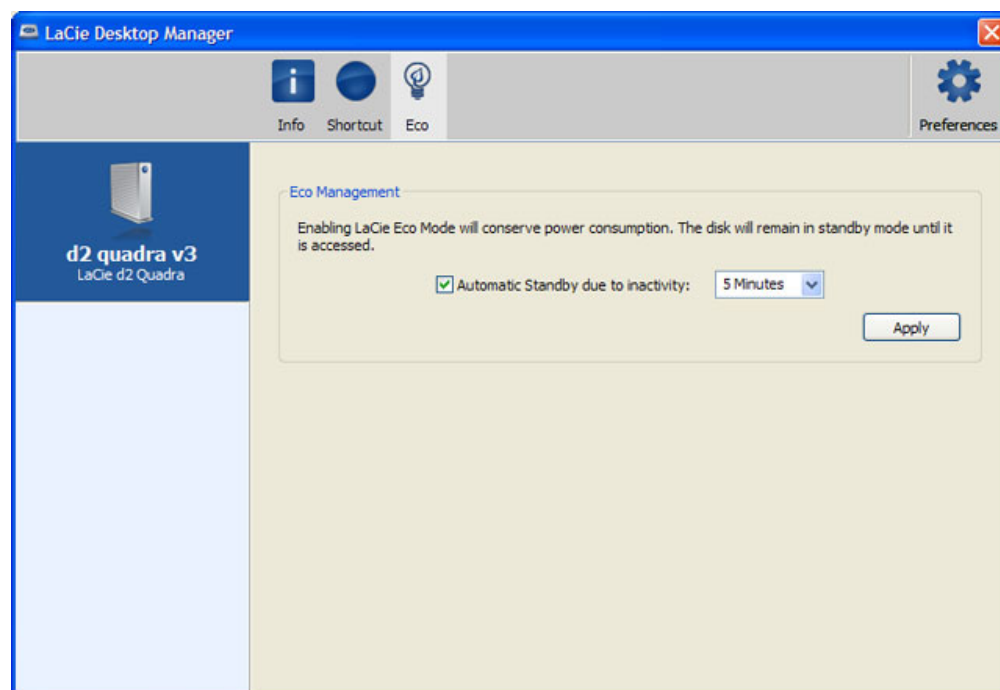 LaCie Desktop Manager
Info
Shortcut
Eco
Preferences
d2 quadra v3
LaCie d2 Quadra
Eco Management
Enabling LaCie Eco Mode will conserve power consumption. The disk will remain in standby mode until it
is accessed.
Automatic Standby due to inactivity:
5 Minutes
Apply